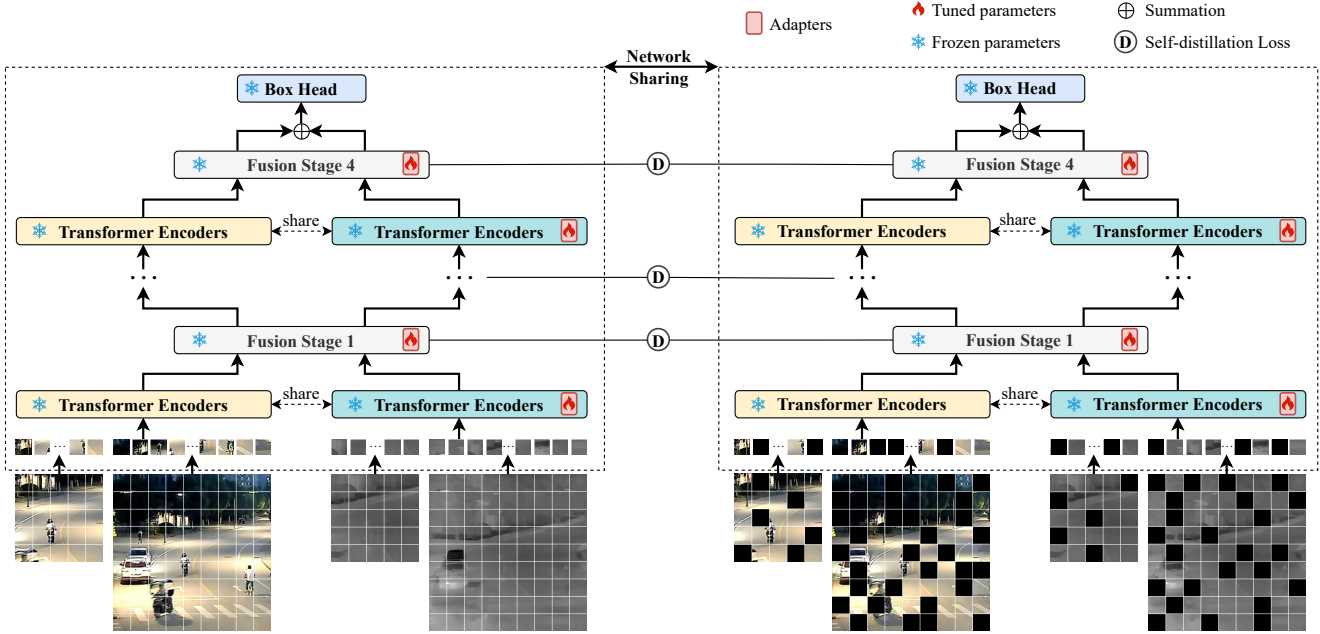 Adapters
Tuned parameters
Frozen parameters
Summation
D Self-distillation Loss
Network
Sharing
Box Head
Box Head
Fusion Stage 4
D
Fusion Stage 4
Transformer Encoders
share
Transformer Encoders
Transformer Encoders
share
Transformer Encoders
...
...
D
...
...
Fusion Stage 1
D
Fusion Stage 1
Transformer Encoders
share
Transformer Encoders
Transformer Encoders
share
Transformer Encoders